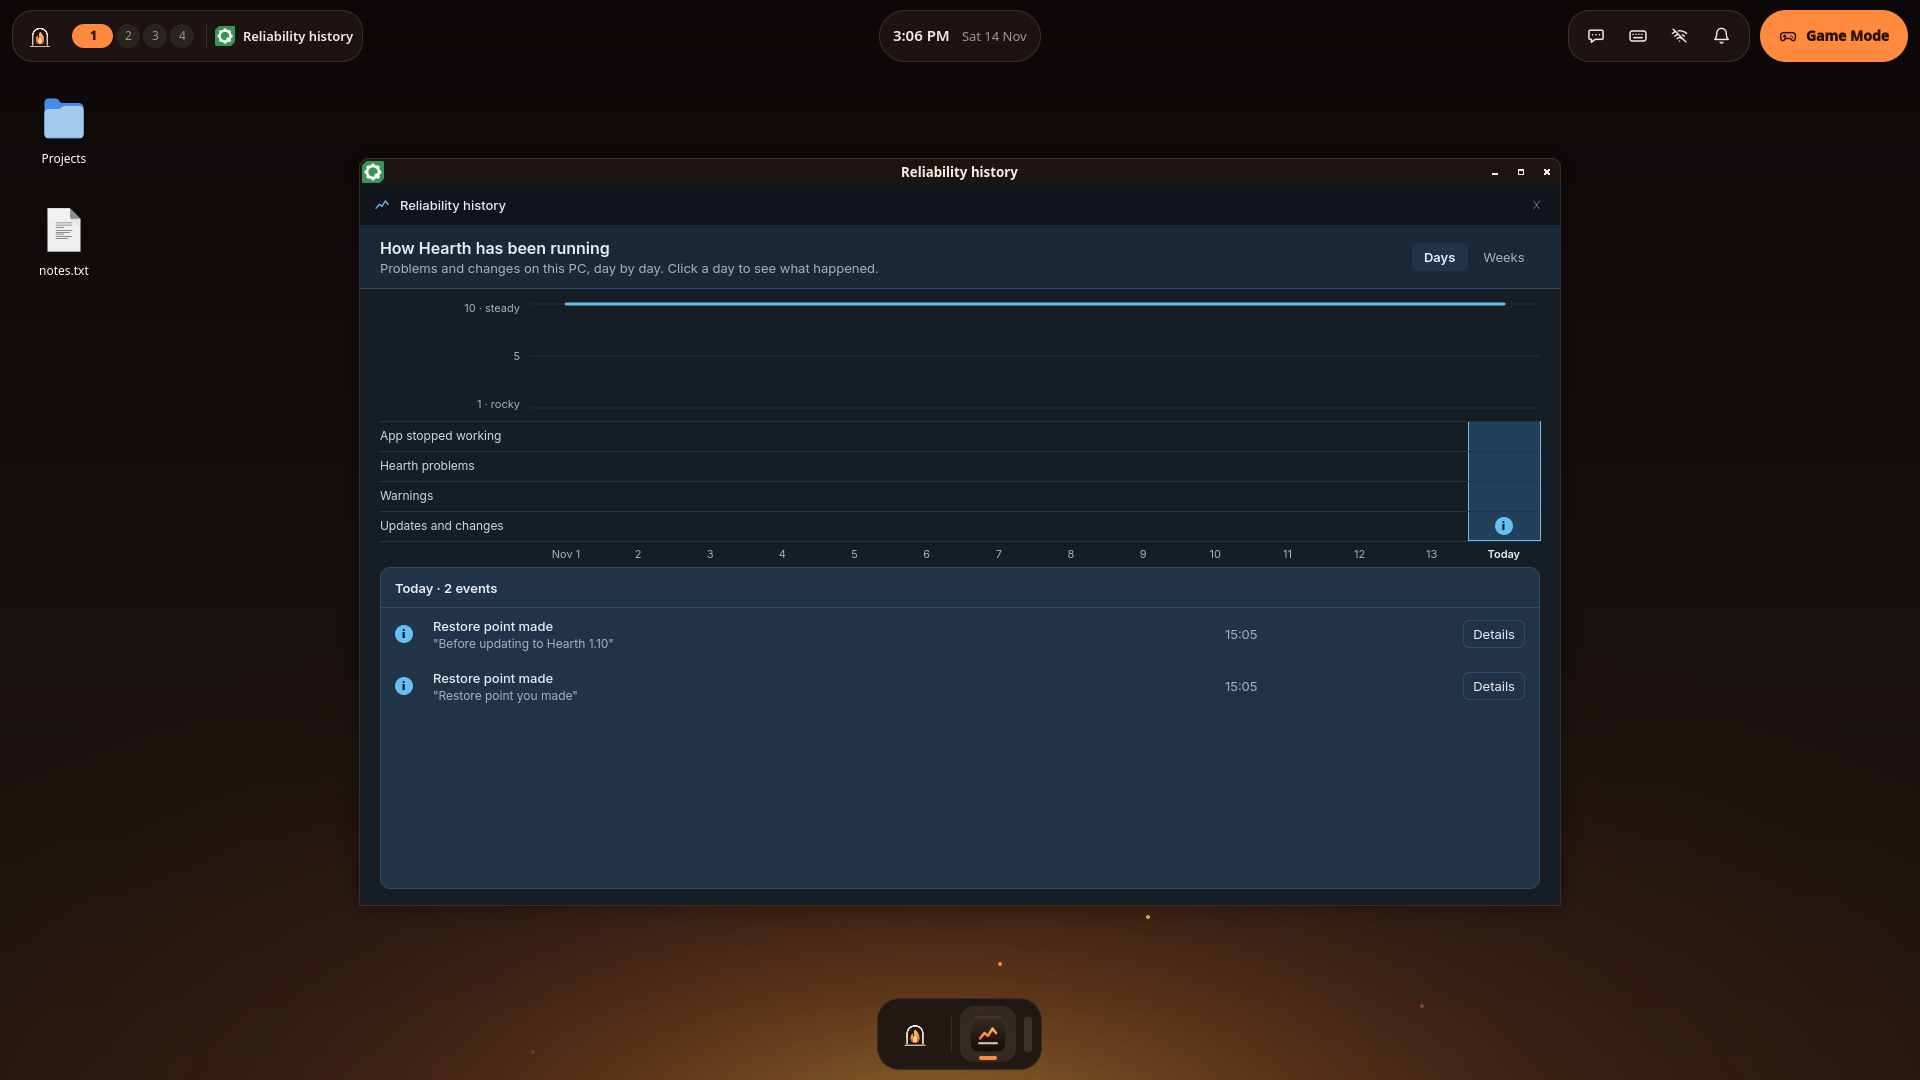 1 2 3 4 Reliability history
3:06 PM Sat 14 Nov
Game Mode
Projects
notes.txt
Reliability history
Reliability history
X
How Hearth has been running
Problems and changes on this PC, day by day. Click a day to see what happened.
Days Weeks
10 · steady
5
1 · rocky
App stopped working
Hearth problems
Warnings
Updates and changes
Nov 1 2 3 4 5 6 7 8 9 10 11 12 13 Today
Today · 2 events
Restore point made
"Before updating to Hearth 1.10"
15:05
Details
Restore point made
"Restore point you made"
15:05
Details